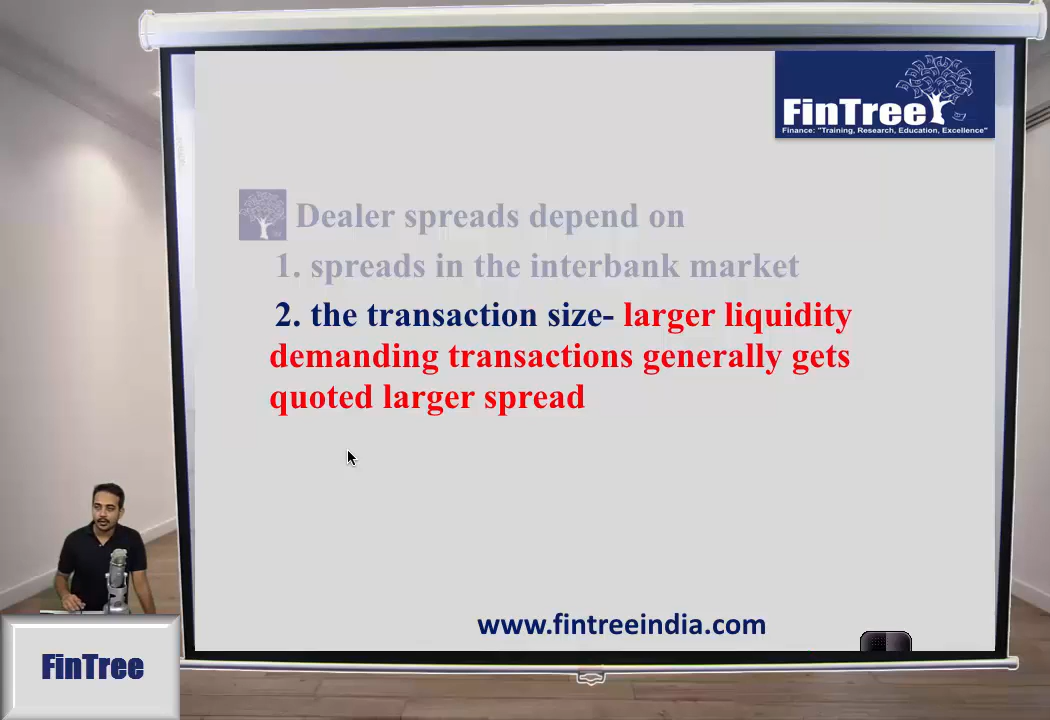 FinTree
Finance: "Training, Research, Education, Excellence"
Dealer spreads depend on
1. spreads in the interbank market
2. the transaction size- larger liquidity
demanding transactions generally gets
quoted larger spread
www.fintreeindia.com
FinTree